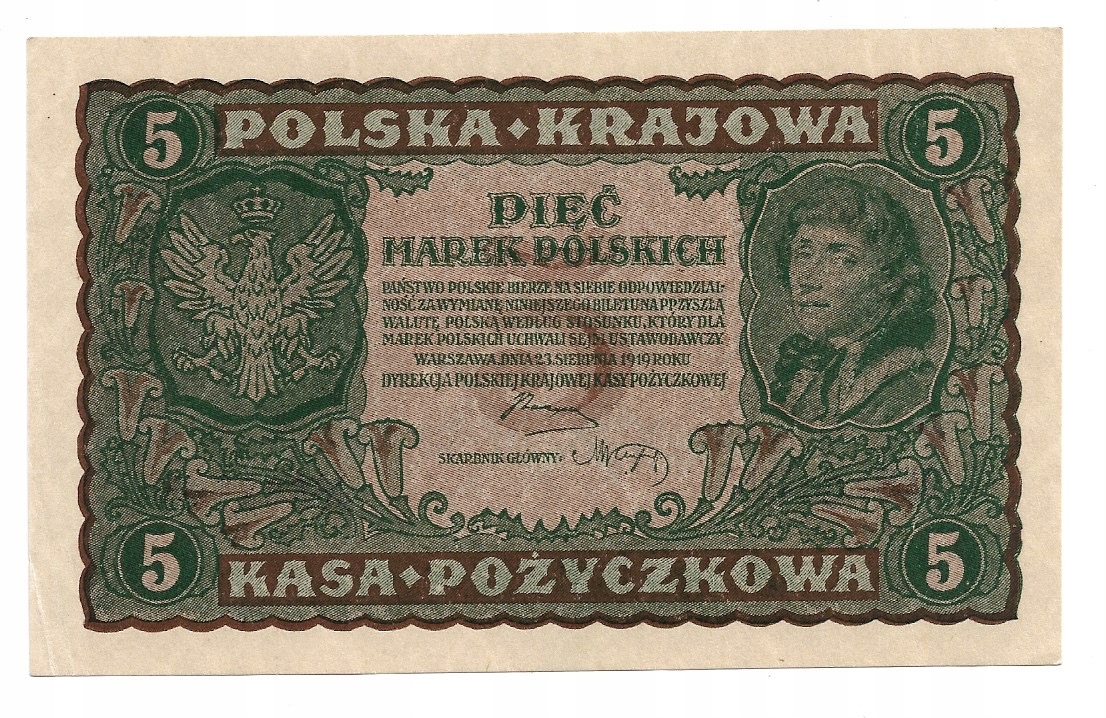 5 POLSKA ◆ KRAJOWA 5
PIĘĆ
MAREK POLSKICH
PAŃSTWO POLSKIE BIERZE NA SIEBIE ODPOWIEDZIAL-
NOŚĆ ZA WYMIANĘ NINIEJSZEGO BILETU NA PRZYSZŁĄ
WALUTĘ POLSKĄ WEDŁUG STOSUNKU, KTÓRY DLA
MAREK POLSKICH UCHWALI SEJM USTAWODAWCZY.
WARSZAWA, DNIA 23 SIERPNIA 1919 ROKU
DYREKCJA POLSKIEJ KRAJOWEJ KASY POŻYCZKOWEJ
SKARBNIK GŁÓWNY:
5 KASA ◆ POŻYCZKOWA 5